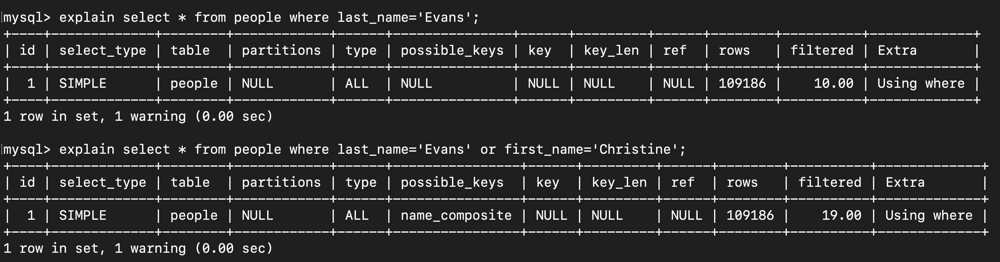 mysql> explain select * from people where last_name='Evans';
+----+-------------+--------+------------+------+---------------+------+---------+------+--------+----------+-------------+
| id | select_type | table  | partitions | type | possible_keys | key  | key_len | ref  | rows   | filtered | Extra       |
+----+-------------+--------+------------+------+---------------+------+---------+------+--------+----------+-------------+
|  1 | SIMPLE      | people | NULL       | ALL  | NULL          | NULL | NULL    | NULL | 109186 |    10.00 | Using where |
+----+-------------+--------+------------+------+---------------+------+---------+------+--------+----------+-------------+
1 row in set, 1 warning (0.00 sec)
mysql> explain select * from people where last_name='Evans' or first_name='Christine';
+----+-------------+--------+------------+------+----------------+------+---------+------+--------+----------+-------------+
| id | select_type | table  | partitions | type | possible_keys  | key  | key_len | ref  | rows   | filtered | Extra       |
+----+-------------+--------+------------+------+----------------+------+---------+------+--------+----------+-------------+
|  1 | SIMPLE      | people | NULL       | ALL  | name_composite | NULL | NULL    | NULL | 109186 |    19.00 | Using where |
+----+-------------+--------+------------+------+----------------+------+---------+------+--------+----------+-------------+
1 row in set, 1 warning (0.00 sec)